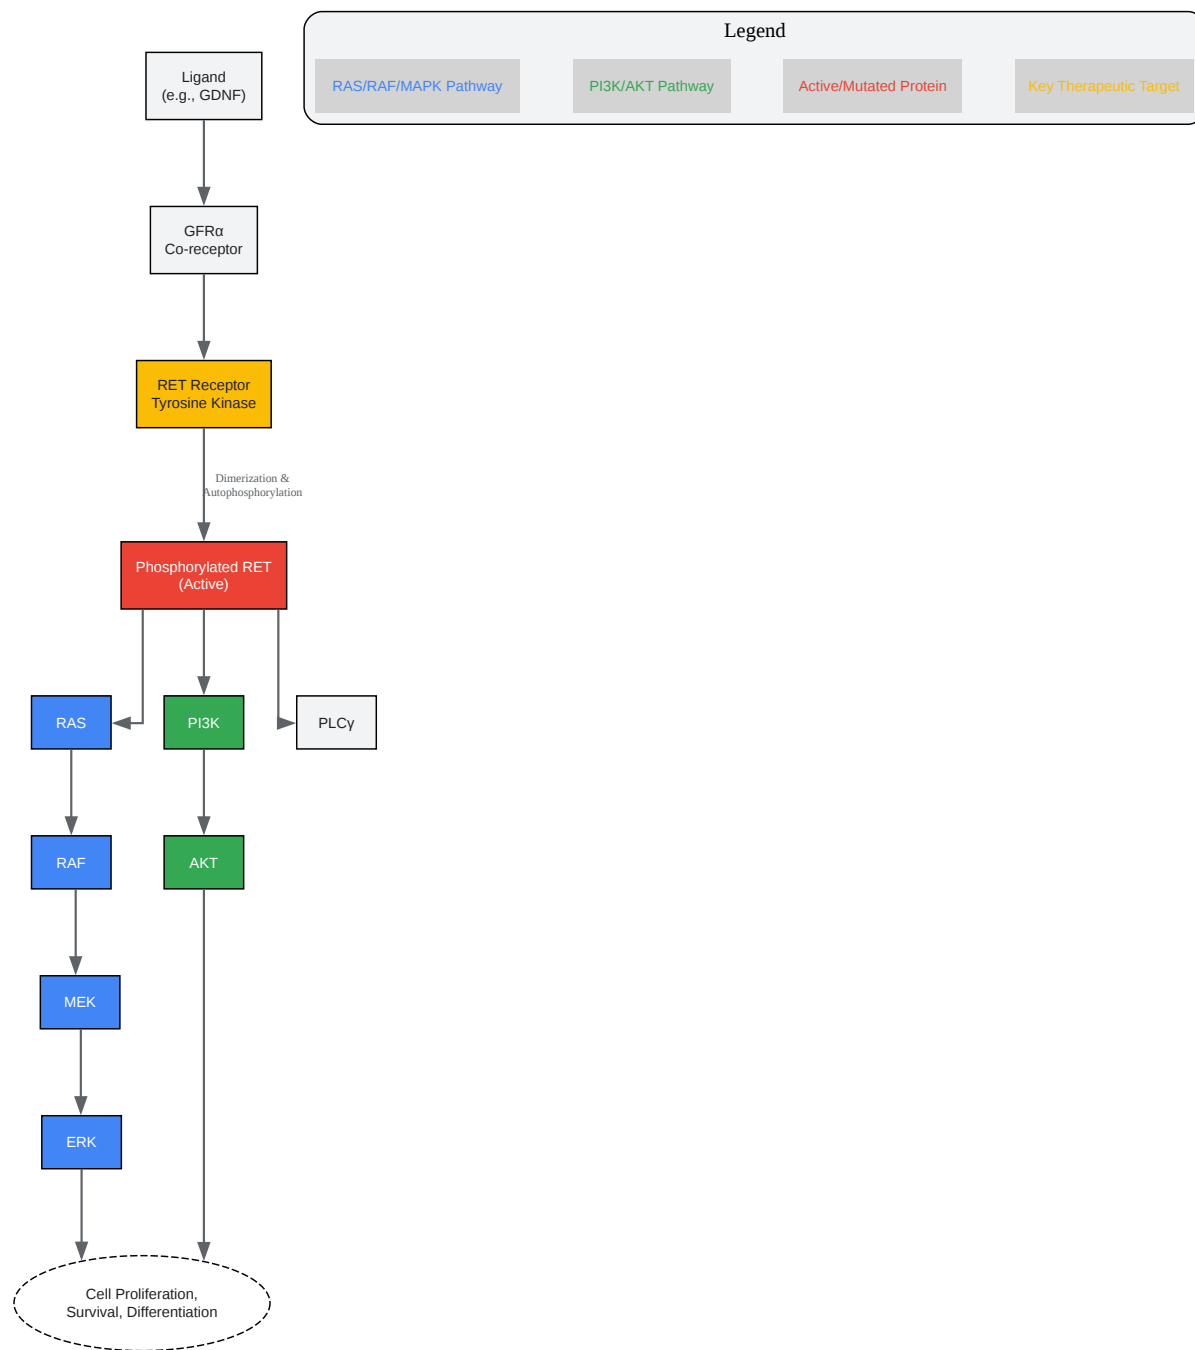 Legend
RAS/RAF/MAPK Pathway
PI3K/AKT Pathway
Active/Mutated Protein
Key Therapeutic Target
Ligand
(e.g., GDNF)
GFRα
Co-receptor
RET Receptor
Tyrosine Kinase
Dimerization &
Autophosphorylation
Phosphorylated RET
(Active)
RAS
PI3K
PLCγ
RAF
AKT
MEK
ERK
Cell Proliferation,
Survival, Differentiation